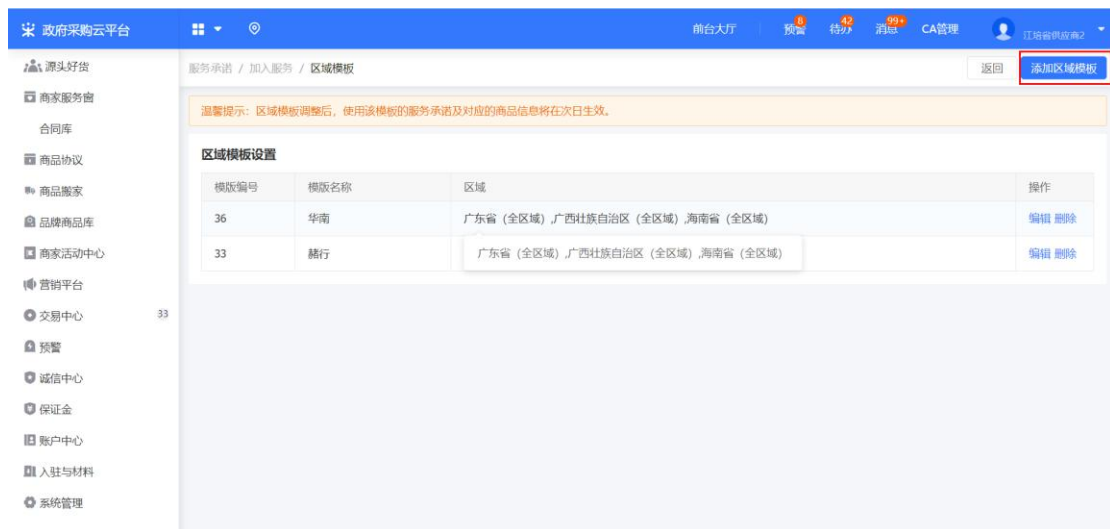 政府采购云平台
前台大厅 预警 8 待办 42 消息 99+ CA管理 江培省供应商2
源头好货
商家服务窗
合同库
商品协议
商品搬家
品牌商品库
商家活动中心
营销平台
交易中心 33
预警
诚信中心
保证金
账户中心
入驻与材料
系统管理
服务承诺 / 加入服务 / 区域模板 返回 添加区域模板
温馨提示：区域模板调整后，使用该模板的服务承诺及对应的商品信息将在次日生效。
区域模板设置
模版编号 模版名称 区域 操作
36 华南 广东省（全区域）,广西壮族自治区（全区域）,海南省（全区域） 编辑 删除
33 赭行 广东省（全区域）,广西壮族自治区（全区域）,海南省（全区域） 编辑 删除